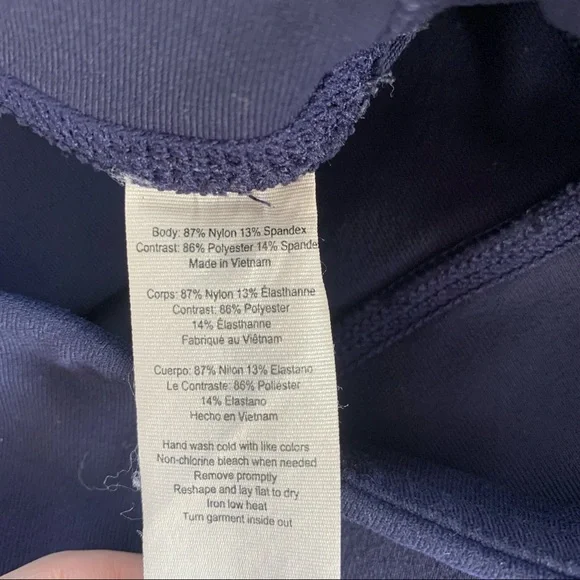 Body: 87% Nylon 13% Spandex
Contrast: 86% Polyester 14% Spande
Made in Vietnam
Corps: 87% Nylon 13% Élasthanne
Contrast: 86% Polyester
14% Élasthanne
Fabriqué au Viêtnam
Cuerpo: 87% Nilon 13% Elastano
Le Contraste: 86% Poliéster
14% Elastano
Hecho en Vietnam
Hand wash cold with like colors
Non-chlorine bleach when needed
Remove promptly
Reshape and lay flat to dry
Iron low heat
Turn garment inside out